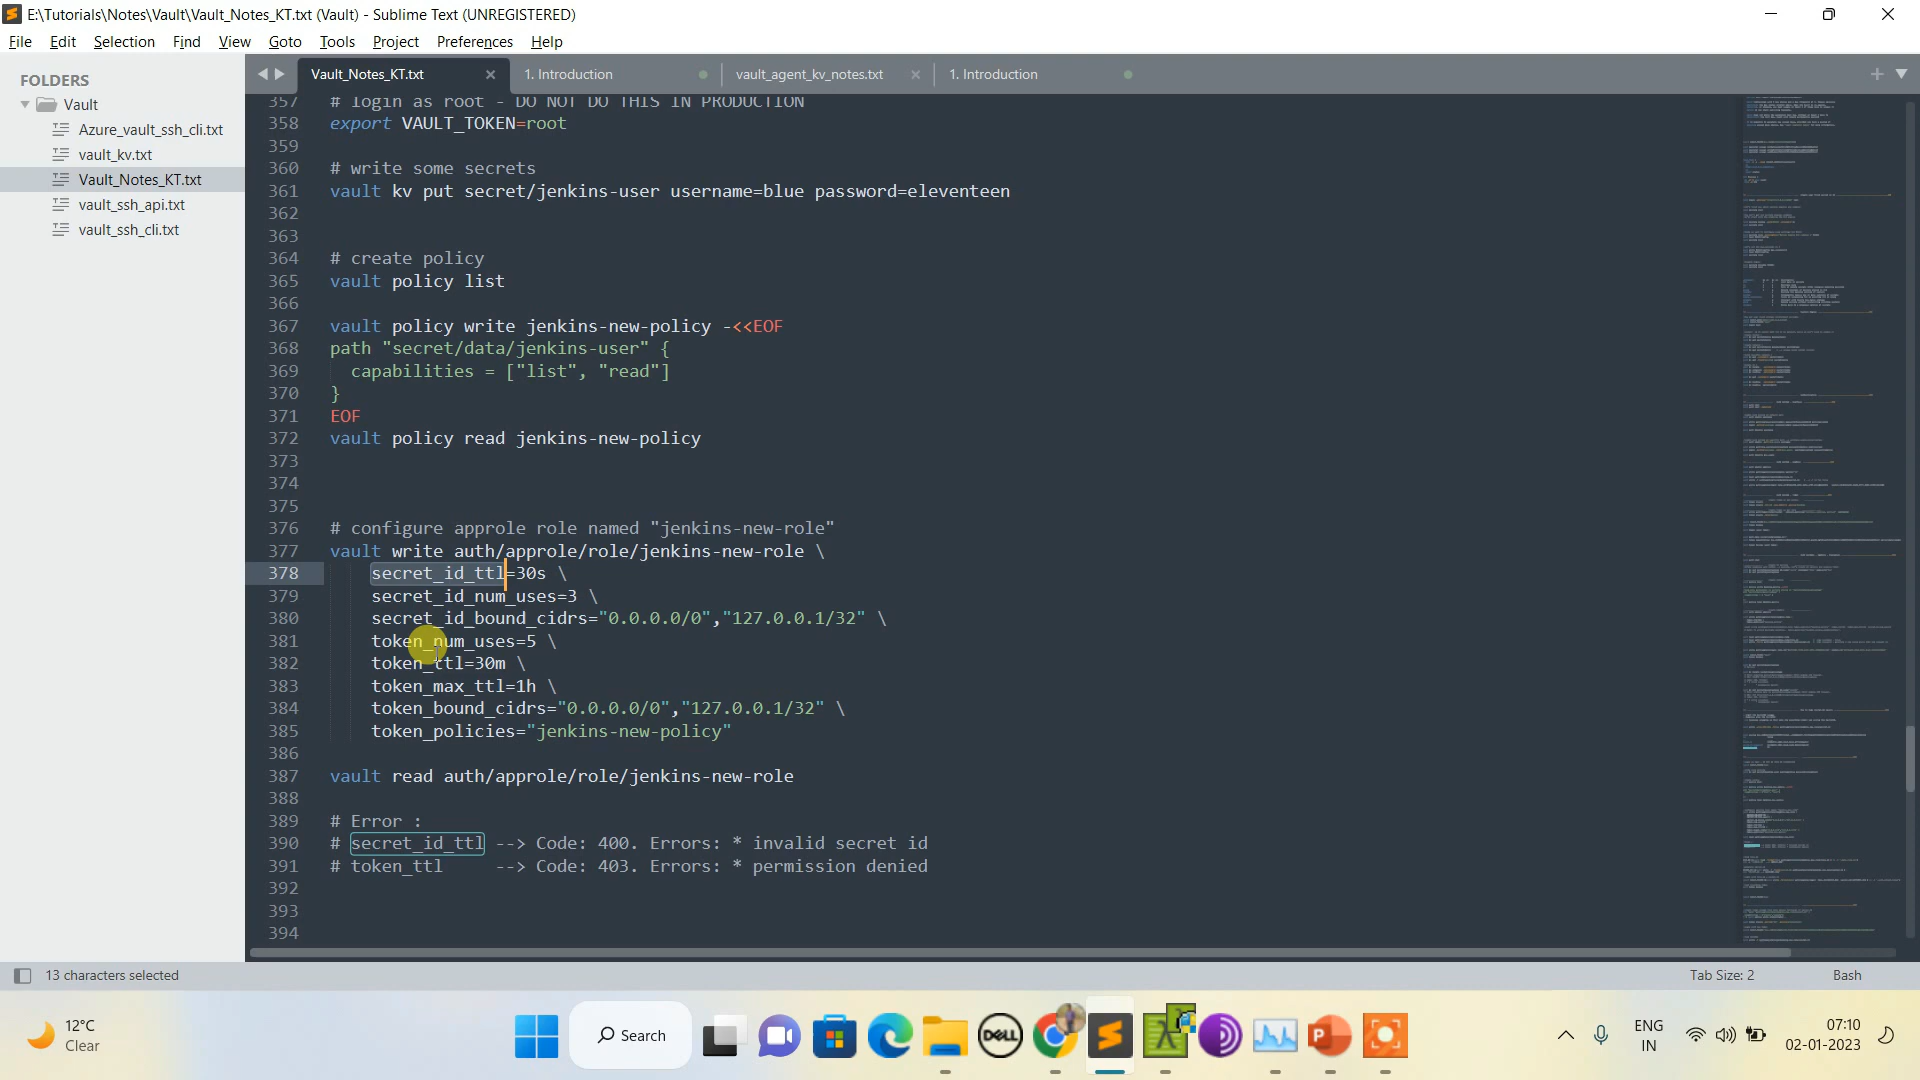 E:\Tutorials\Notes\Vault\Vault_Notes_KT.txt (Vault) - Sublime Text (UNREGISTERED)
File Edit Selection Find View Goto Tools Project Preferences Help
FOLDERS
Vault
Azure_vault_ssh_cli.txt
vault_kv.txt
Vault_Notes_KT.txt
vault_ssh_api.txt
vault_ssh_cli.txt
Vault_Notes_KT.txt 1. Introduction vault_agent_kv_notes.txt 1. Introduction
357 # login as root - DO NOT DO THIS IN PRODUCTION
358 export VAULT_TOKEN=root
359
360 # write some secrets
361 vault kv put secret/jenkins-user username=blue password=eleventeen
362
363
364 # create policy
365 vault policy list
366
367 vault policy write jenkins-new-policy -<<EOF
368 path "secret/data/jenkins-user" {
369 capabilities = ["list", "read"]
370 }
371 EOF
372 vault policy read jenkins-new-policy
373
374
375
376 # configure approle role named "jenkins-new-role"
377 vault write auth/approle/role/jenkins-new-role \
378 secret_id_ttl=30s \
379 secret_id_num_uses=3 \
380 secret_id_bound_cidrs="0.0.0.0/0","127.0.0.1/32" \
381 token_num_uses=5 \
382 token_ttl=30m \
383 token_max_ttl=1h \
384 token_bound_cidrs="0.0.0.0/0","127.0.0.1/32" \
385 token_policies="jenkins-new-policy"
386
387 vault read auth/approle/role/jenkins-new-role
388
389 # Error :
390 # secret_id_ttl --> Code: 400. Errors: * invalid secret id
391 # token_ttl --> Code: 403. Errors: * permission denied
392
393
394
13 characters selected
Tab Size: 2 Bash
12°C
Clear
Search
DELL
ENG
IN
07:10
02-01-2023